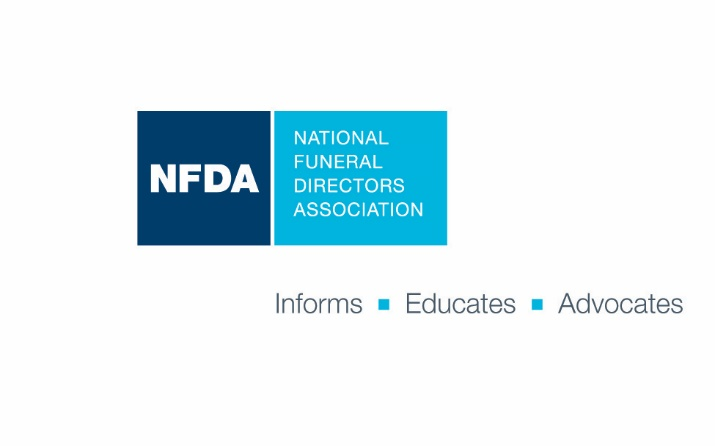 NFDA
NATIONAL
FUNERAL
DIRECTORS
ASSOCIATION
Informs ■ Educates ■ Advocates